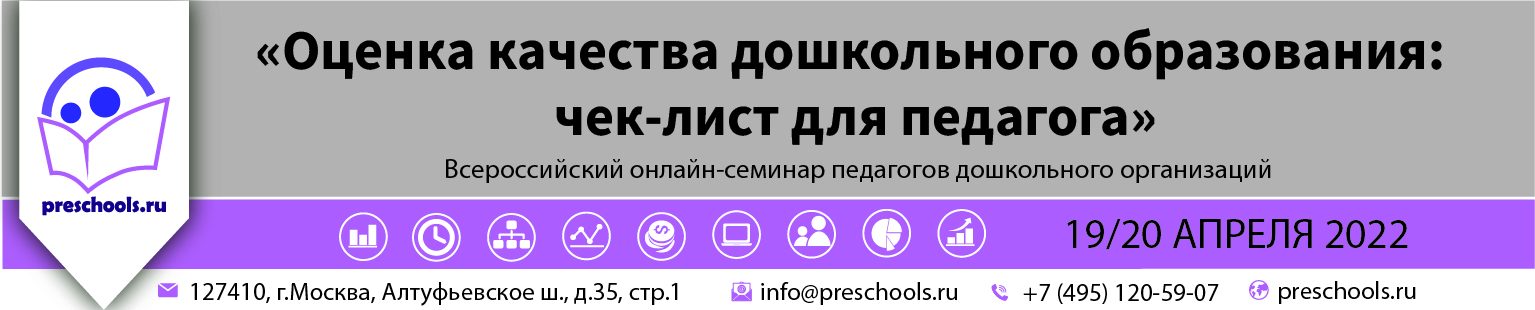 «Оценка качества дошкольного образования:
чек-лист для педагога»
Всероссийский онлайн-семинар педагогов дошкольного организаций
preschools.ru
19/20 АПРЕЛЯ 2022
127410, г.Москва, Алтуфьевское ш., д.35, стр.1 info@preschools.ru +7 (495) 120-59-07 preschools.ru